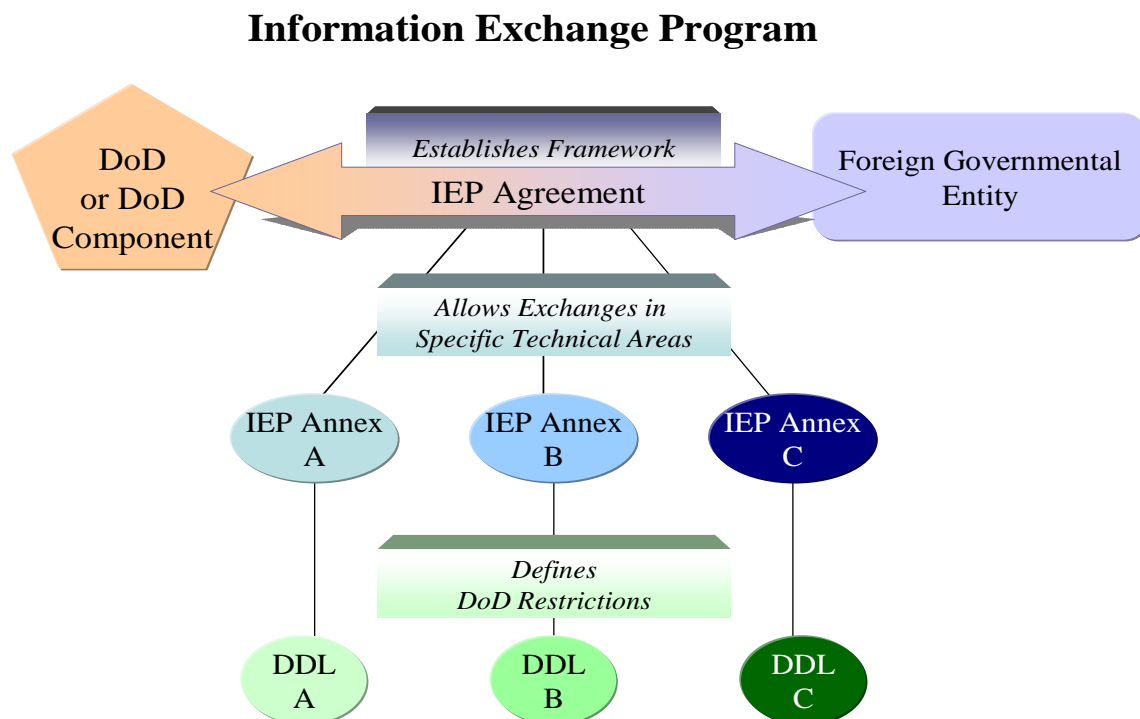 Information Exchange Program
DoD
or DoD
Component
Establishes Framework
IEP Agreement
Foreign Governmental
Entity
Allows Exchanges in
Specific Technical Areas
IEP Annex
A
IEP Annex
B
IEP Annex
C
Defines
DoD Restrictions
DDL
A
DDL
B
DDL
C